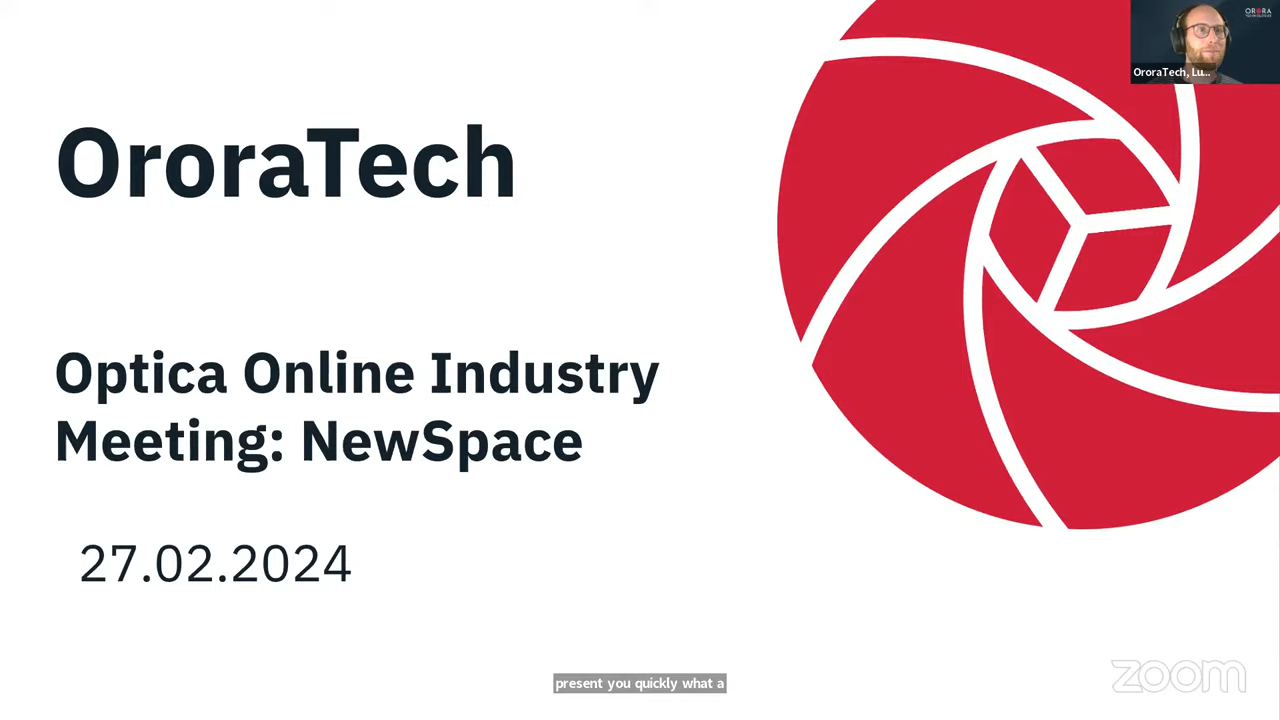 OroraTech
Optica Online Industry
Meeting: NewSpace
27.02.2024
OroraTech, Lu...
present you quickly what a
zoom